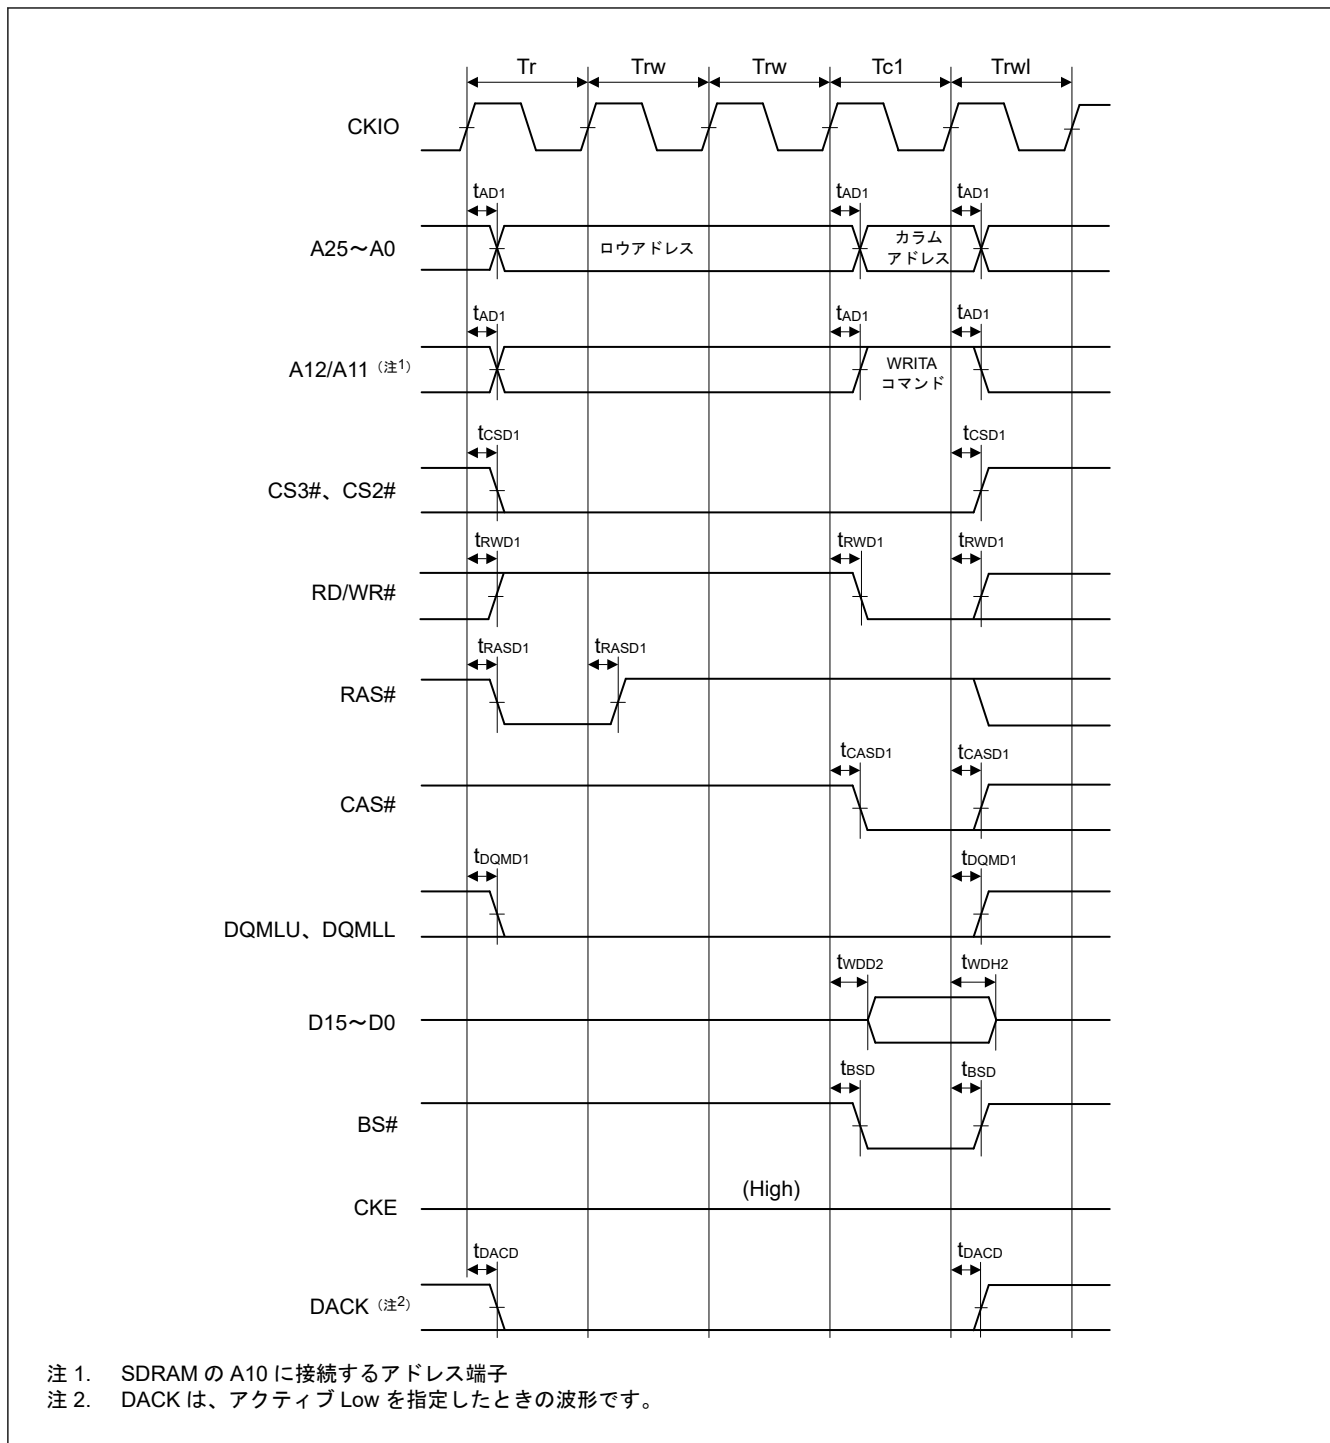 Tr Trw Trw Tc1 Trwl
CKIO
tAD1 tAD1 tAD1
A25～A0 ロウアドレス カラム
アドレス
tAD1 tAD1 tAD1
A12/A11（注1） WRITA
コマンド
tCSD1 tCSD1
CS3#、CS2#
tRWD1 tRWD1 tRWD1
RD/WR#
tRASD1 tRASD1
RAS#
tCASD1 tCASD1
CAS#
tDQMD1 tDQMD1
DQMLU、DQMLL
tWDD2 tWDH2
D15～D0
tBSD tBSD
BS#
(High)
CKE
tDACD tDACD
DACK（注2）
注 1. SDRAM の A10 に接続するアドレス端子
注 2. DACK は、アクティブ Low を指定したときの波形です。